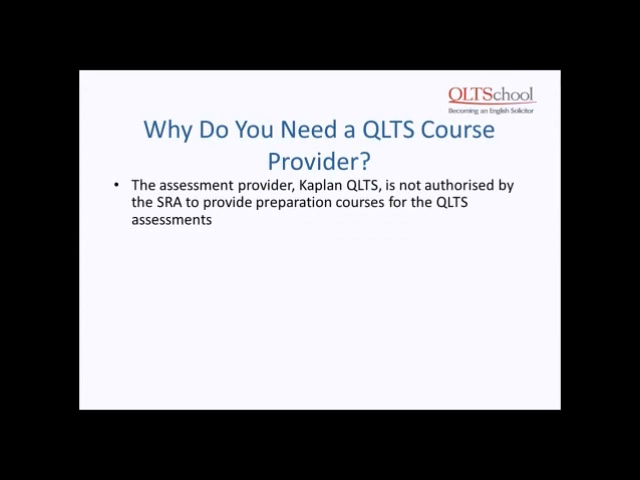 QLTSchool
Becoming an English Solicitor
Why Do You Need a QLTS Course
Provider?
• The assessment provider, Kaplan QLTS, is not authorised by
the SRA to provide preparation courses for the QLTS
assessments